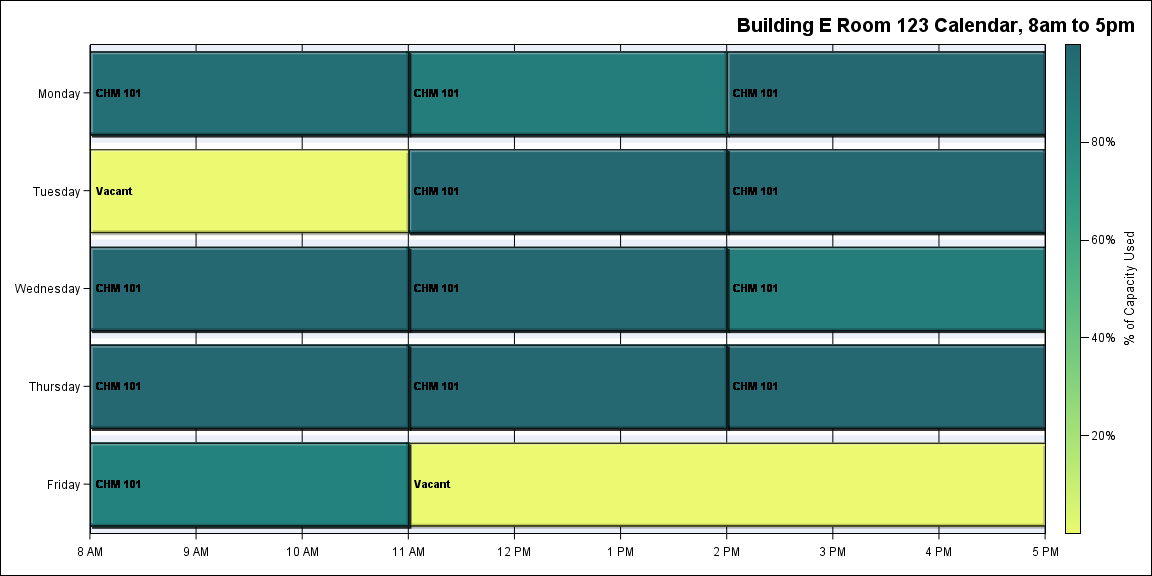 Building E Room 123 Calendar, 8am to 5pm
Monday
CHM 101
CHM 101
CHM 101
Tuesday
Vacant
CHM 101
CHM 101
Wednesday
CHM 101
CHM 101
CHM 101
Thursday
CHM 101
CHM 101
CHM 101
Friday
CHM 101
Vacant
8 AM
9 AM
10 AM
11 AM
12 PM
1 PM
2 PM
3 PM
4 PM
5 PM
80%
60%
40%
20%
% of Capacity Used